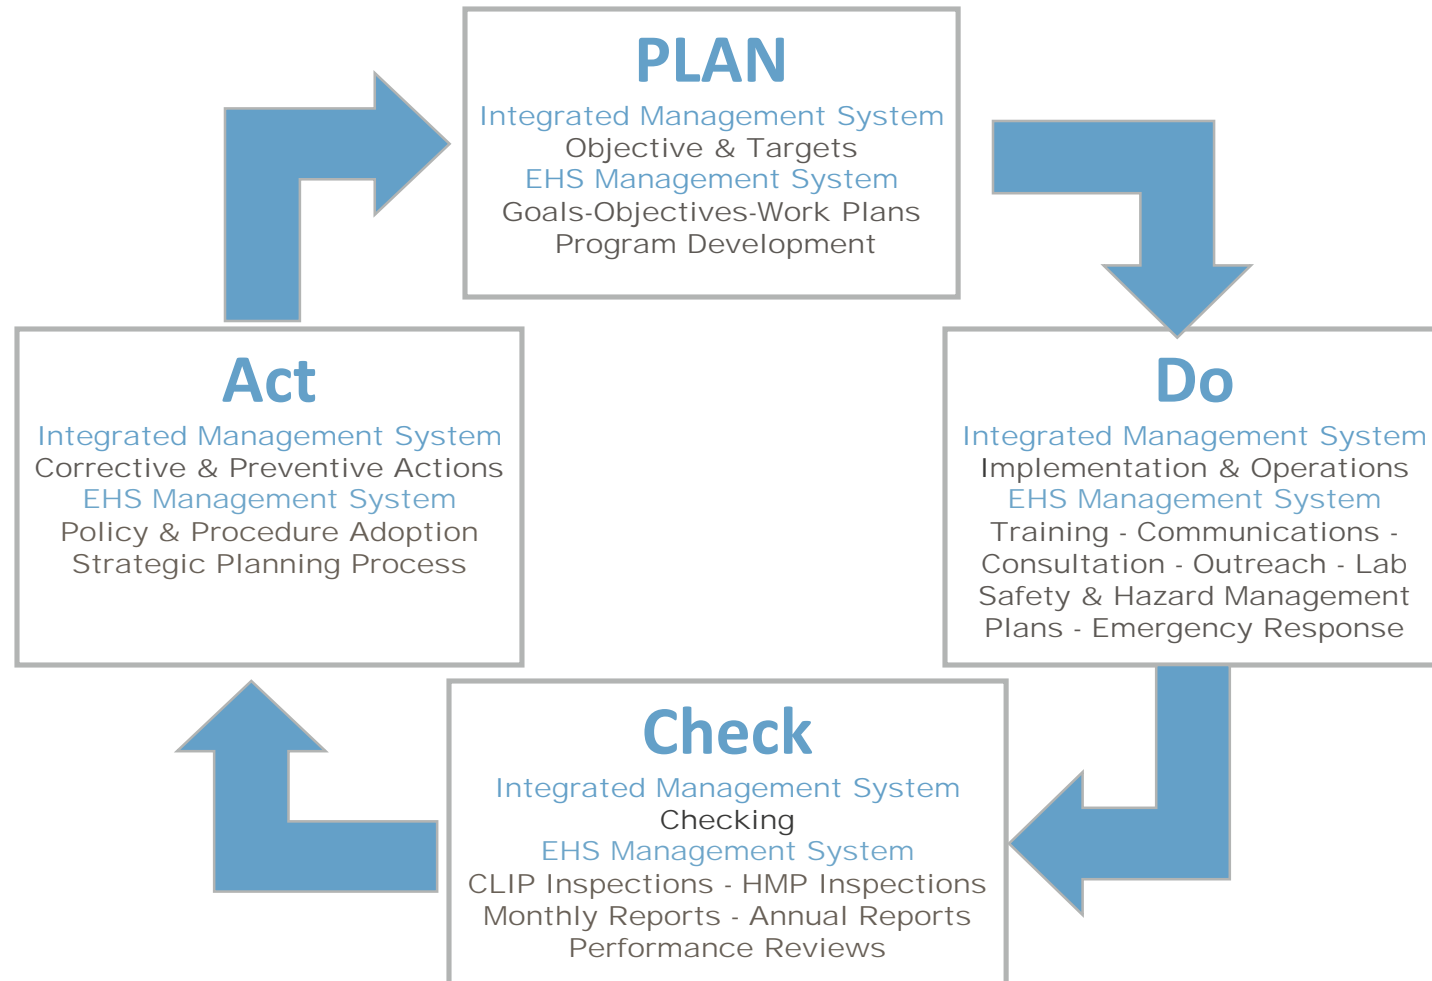 PLAN
Integrated Management System
Objective & Targets
EHS Management System
Goals-Objectives-Work Plans
Program Development
Act
Integrated Management System
Corrective & Preventive Actions
EHS Management System
Policy & Procedure Adoption
Strategic Planning Process
Do
Integrated Management System
Implementation & Operations
EHS Management System
Training - Communications -
Consultation - Outreach - Lab
Safety & Hazard Management
Plans - Emergency Response
Check
Integrated Management System
Checking
EHS Management System
CLIP Inspections - HMP Inspections
Monthly Reports - Annual Reports
Performance Reviews